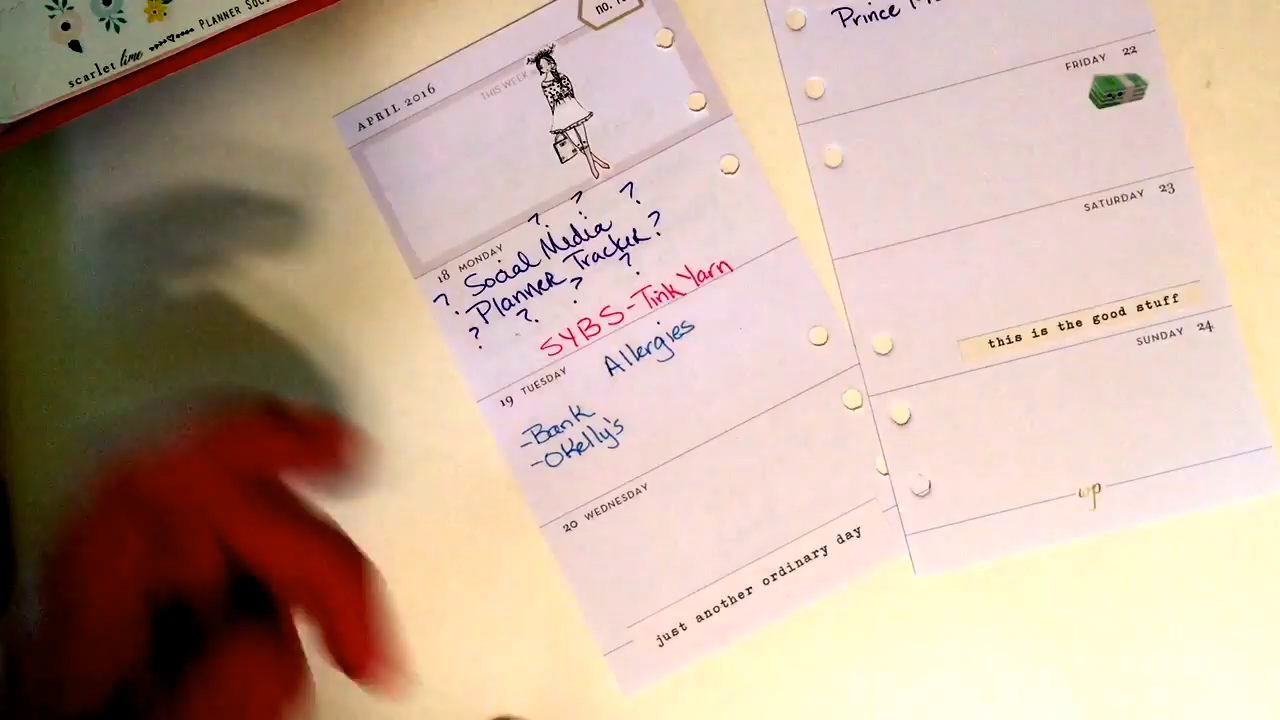 scarlet lime
PLANNER
APRIL 2016
THIS WEEK
no.
18 MONDAY
? ? ?
? Social Media
? Planner Tracker?
? ? ? ?
SYBS-Tink Yarn
19 TUESDAY
Allergies
-Bank
-OKelly's
20 WEDNESDAY
just another ordinary day
Prince
FRIDAY 22
SATURDAY 23
this is the good stuff
SUNDAY 24
wp